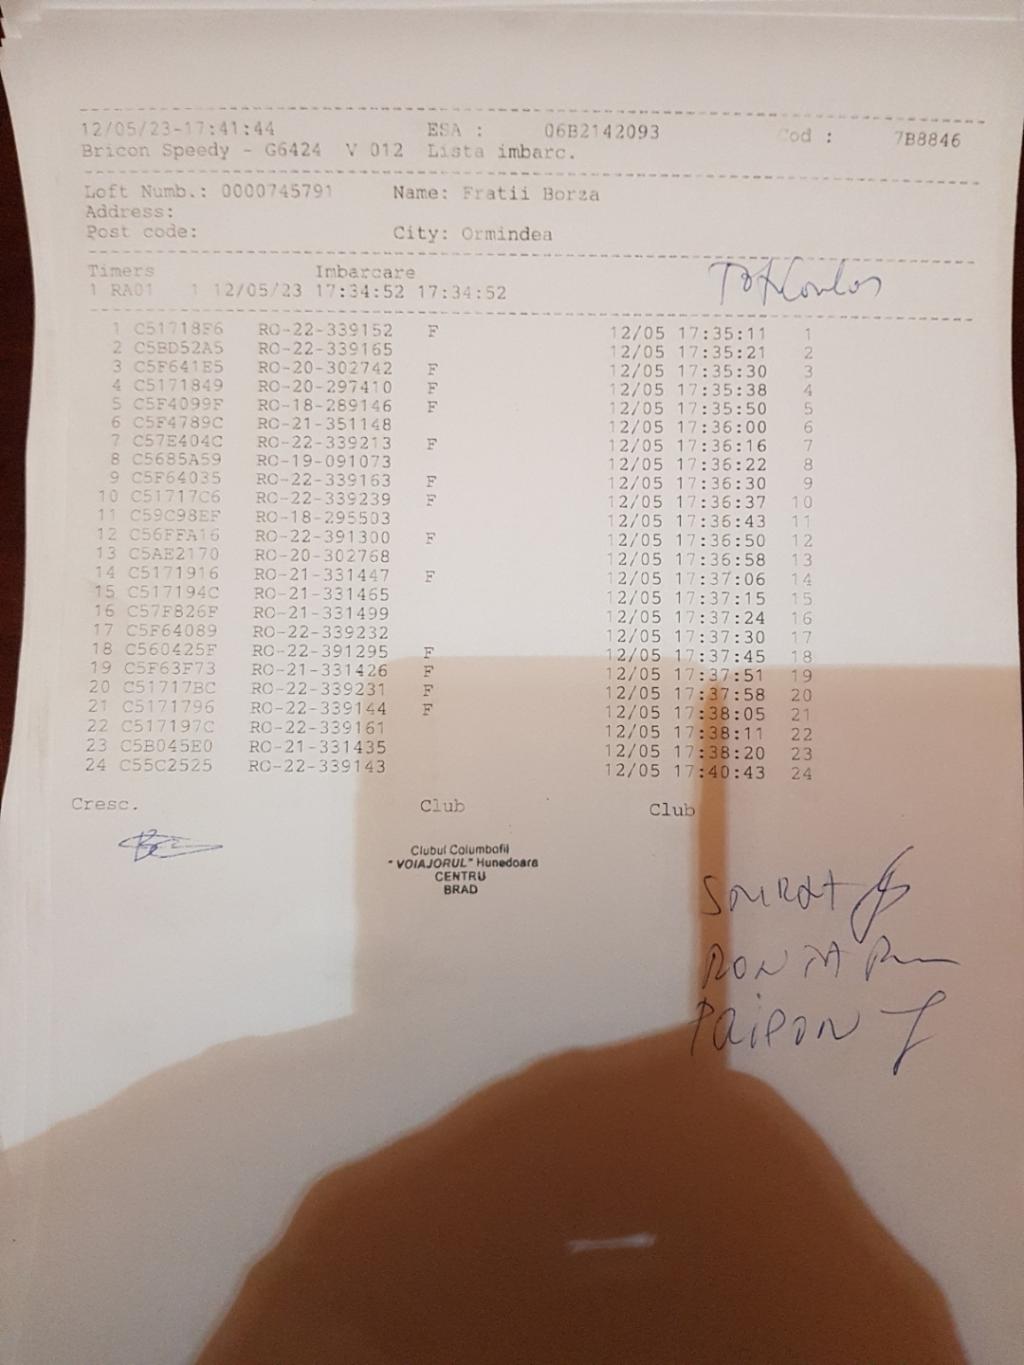 12/05/23-17:41:44 ESA : 06B2142093 Cod : 7B8846
Bricon Speedy - G6424 V 012 Lista imbarc.
Loft Numb.: 0000745791 Name: Fratii Borza
Address:
Post code: City: Ormindea
Timers Imbarcare
1 RA01 1 12/05/23 17:34:52 17:34:52
1 C51718F6 RO-22-339152 F 12/05 17:35:11 1
2 C5BD52A5 RO-22-339165 12/05 17:35:21 2
3 C5F641E5 RO-20-302742 F 12/05 17:35:30 3
4 C5171849 RO-20-297410 F 12/05 17:35:38 4
5 C5F4099F RO-18-289146 F 12/05 17:35:50 5
6 C5F4789C RO-21-351148 12/05 17:36:00 6
7 C57E404C RO-22-339213 F 12/05 17:36:16 7
8 C5685A59 RO-19-091073 12/05 17:36:22 8
9 C5F64035 RO-22-339163 F 12/05 17:36:30 9
10 C51717C6 RO-22-339239 F 12/05 17:36:37 10
11 C59C98EF RO-18-295503 12/05 17:36:43 11
12 C56FFA16 RO-22-391300 F 12/05 17:36:50 12
13 C5AE2170 RO-20-302768 12/05 17:36:58 13
14 C5171916 RO-21-331447 F 12/05 17:37:06 14
15 C517194C RO-21-331465 12/05 17:37:15 15
16 C57F826F RO-21-331499 12/05 17:37:24 16
17 C5F64089 RO-22-339232 12/05 17:37:30 17
18 C560425F RO-22-391295 F 12/05 17:37:45 18
19 C5F63F73 RO-21-331426 F 12/05 17:37:51 19
20 C51717BC RO-22-339231 F 12/05 17:37:58 20
21 C5171796 RO-22-339144 F 12/05 17:38:05 21
22 C517197C RO-22-339161 12/05 17:38:11 22
23 C5B045E0 RO-21-331435 12/05 17:38:20 23
24 C55C2525 RO-22-339143 12/05 17:40:43 24
Cresc. Club Club
Clubul Columbofil
"VOIAJORUL" Hunedoara
CENTRU
BRAD